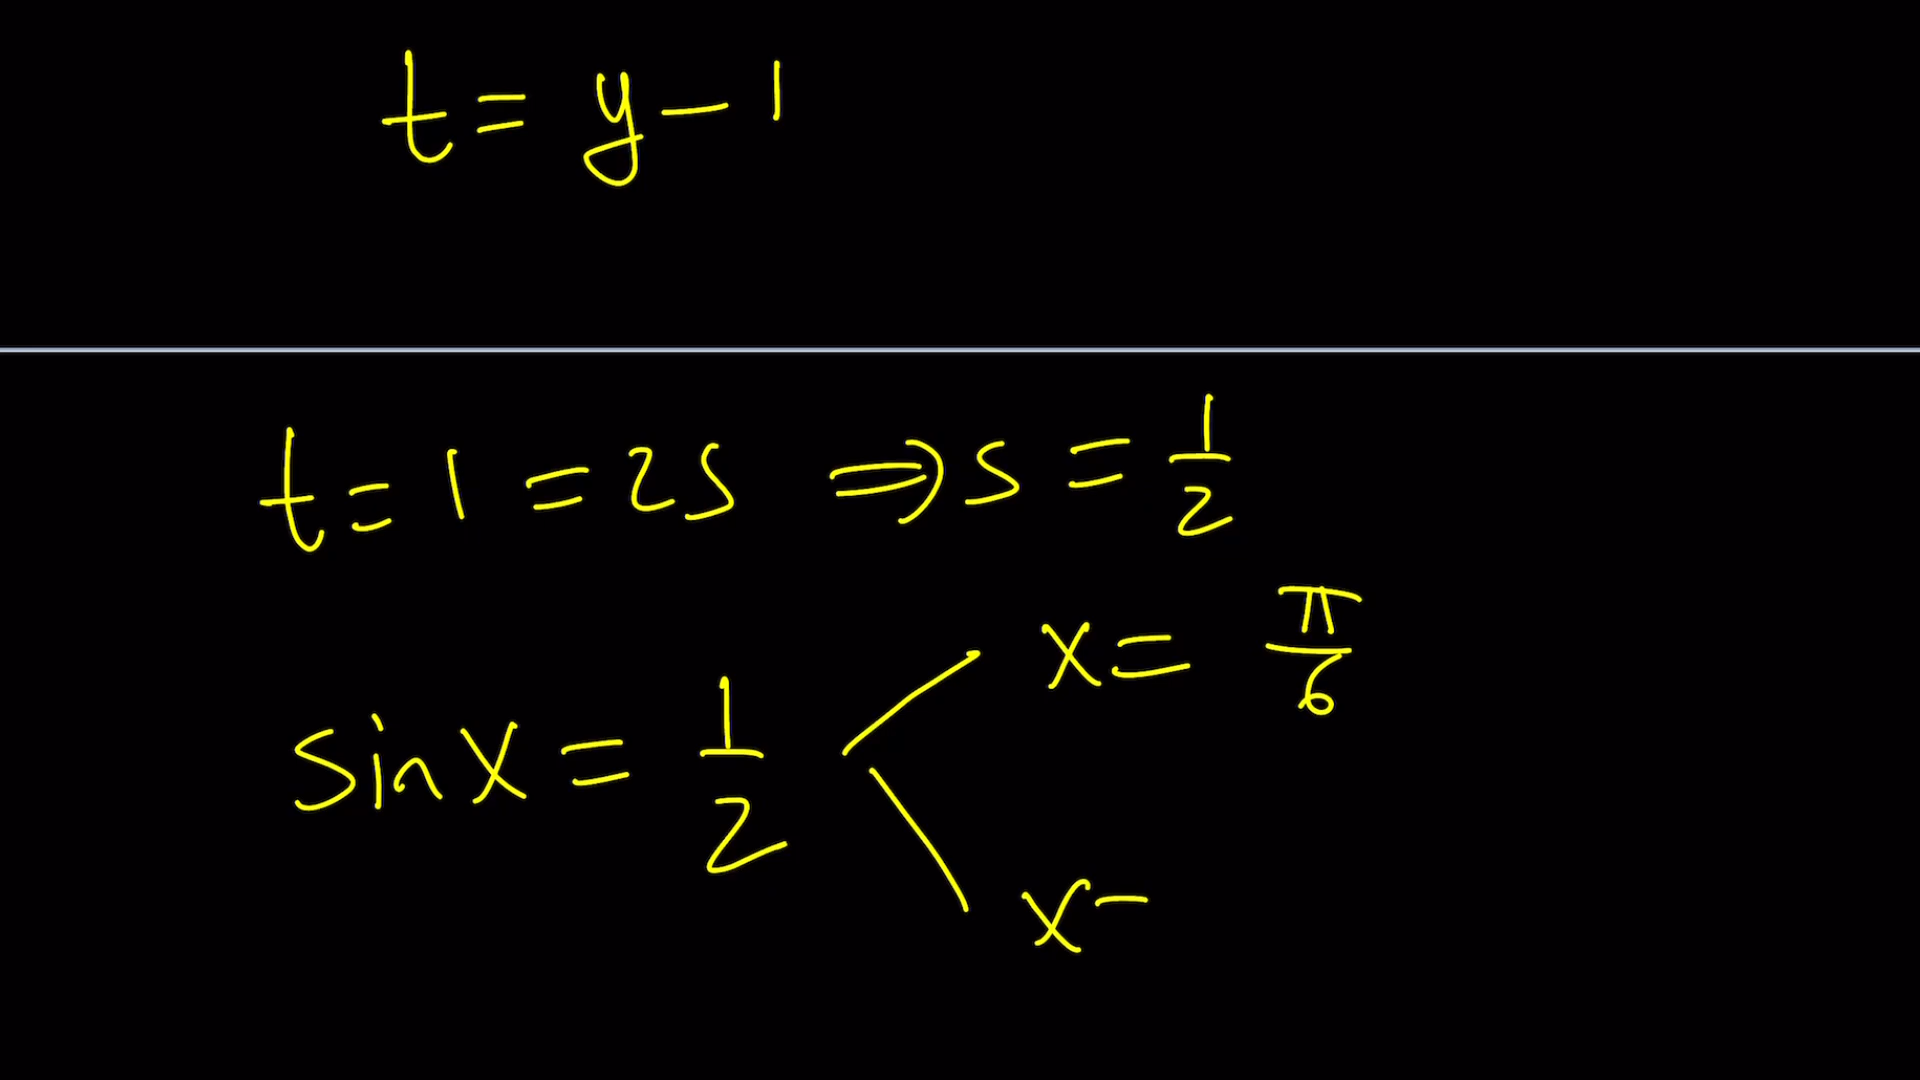 t = y - 1
t = 1 = 2s ⇒ s = 1/2
x = π/6
sin x = 1/2
x -